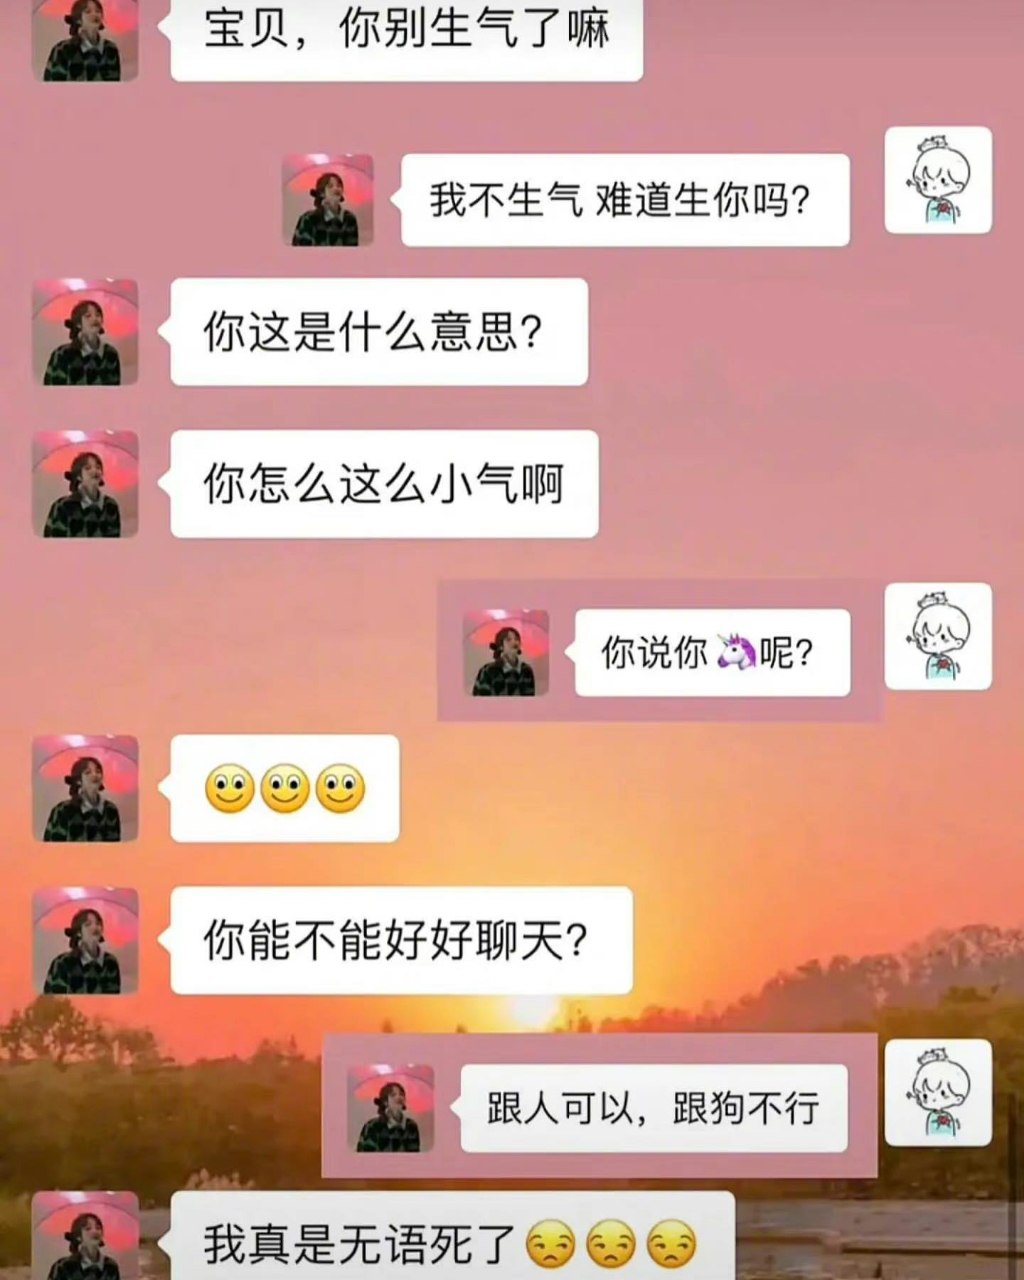 宝贝，你别生气了嘛
我不生气 难道生你吗？
你这是什么意思？
你怎么这么小气啊
你说你🦄呢？
你能不能好好聊天？
跟人可以，跟狗不行
我真是无语死了😒😒😒